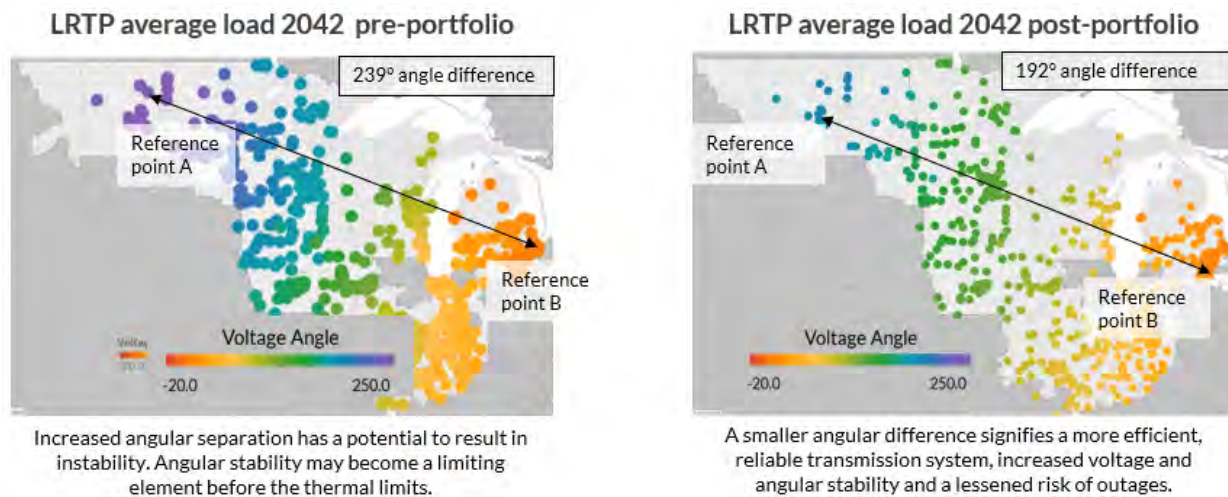 LRTP average load 2042 pre-portfolio
239° angle difference
Reference
point A
Reference
point B
Voltage Angle
-20.0
250.0
Increased angular separation has a potential to result in
instability. Angular stability may become a limiting
element before the thermal limits.
LRTP average load 2042 post-portfolio
192° angle difference
Reference
point A
Reference
point B
Voltage Angle
-20.0
250.0
A smaller angular difference signifies a more efficient,
reliable transmission system, increased voltage and
angular stability and a lessened risk of outages.